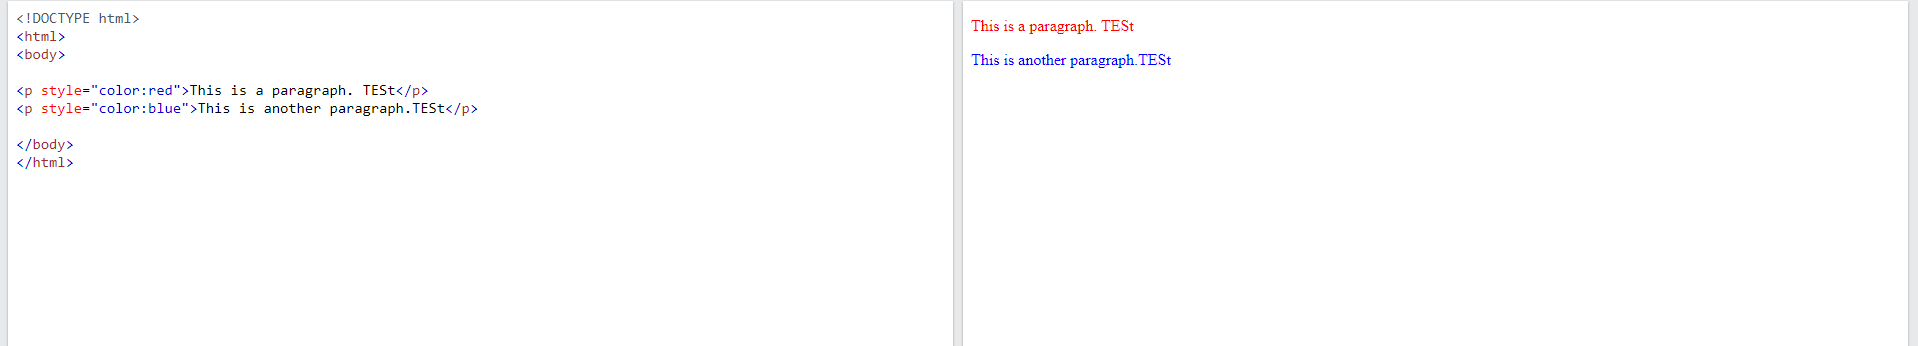 <!DOCTYPE html>
<html>
<body>
<p style="color:red">This is a paragraph. TESt</p>
<p style="color:blue">This is another paragraph.TESt</p>
</body>
</html>
This is a paragraph. TESt
This is another paragraph.TESt